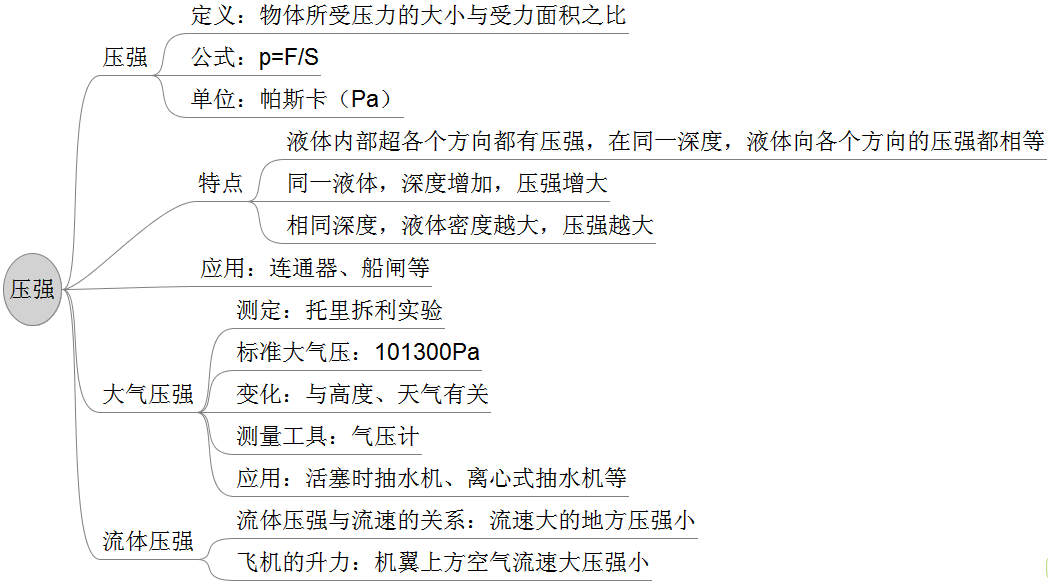 压强
压强
定义：物体所受压力的大小与受力面积之比
公式：p=F/S
单位：帕斯卡（Pa）
特点
液体内部超各个方向都有压强，在同一深度，液体向各个方向的压强都相等
同一液体，深度增加，压强增大
相同深度，液体密度越大，压强越大
应用：连通器、船闸等
大气压强
测定：托里拆利实验
标准大气压：101300Pa
变化：与高度、天气有关
测量工具：气压计
应用：活塞时抽水机、离心式抽水机等
流体压强
流体压强与流速的关系：流速大的地方压强小
飞机的升力：机翼上方空气流速大压强小